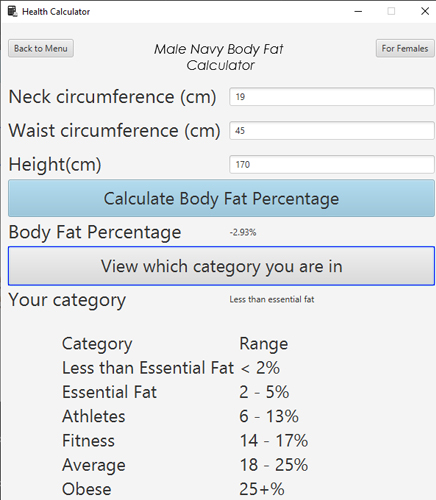 Health Calculator
Back to Menu
Male Navy Body Fat
Calculator
For Females
Neck circumference (cm) 19
Waist circumference (cm) 45
Height(cm) 170
Calculate Body Fat Percentage
Body Fat Percentage -2.93%
View which category you are in
Your category Less than essential fat
Category Range
Less than Essential Fat < 2%
Essential Fat 2 - 5%
Athletes 6 - 13%
Fitness 14 - 17%
Average 18 - 25%
Obese 25+%